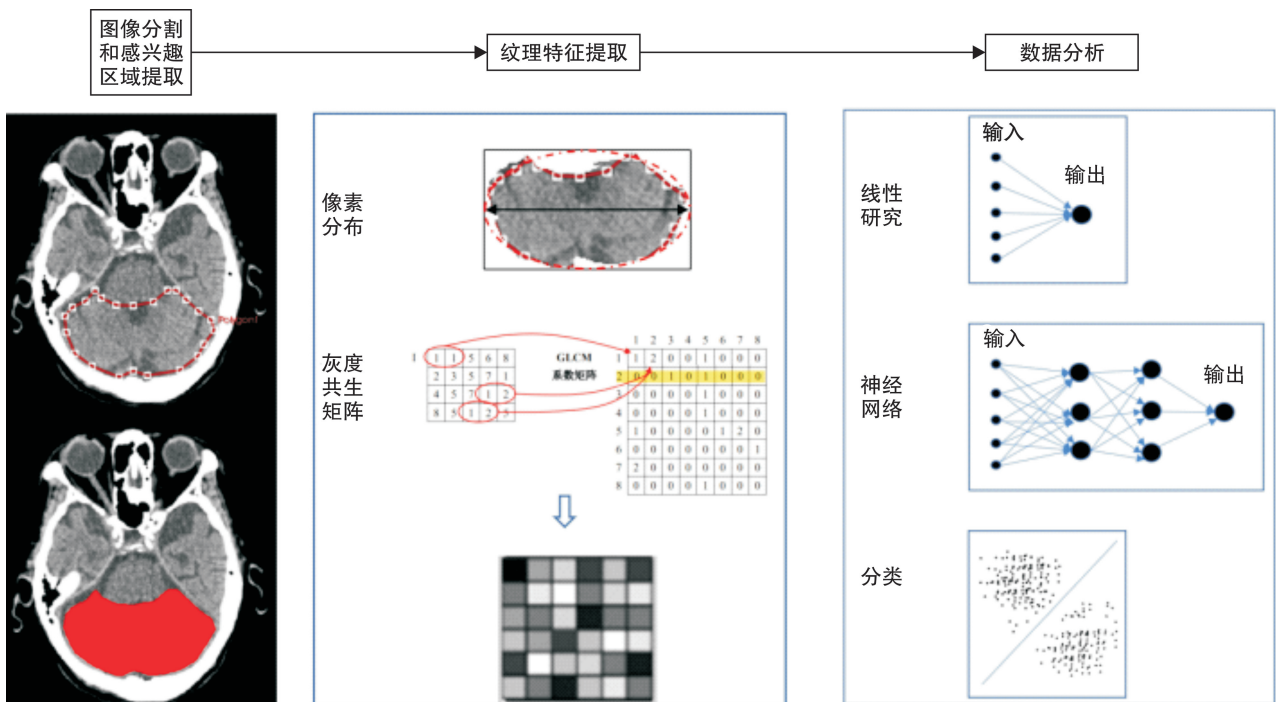 图像分割
和感兴趣
区域提取
纹理特征提取
数据分析
Polygon1
像素
分布
灰度
共生
矩阵
1
1 1 5 6 8
2 3 5 7 1
4 5 7 1 2
8 5 1 2 5
GLCM
系数矩阵
1 2 3 4 5 6 7 8
1 1 2 0 0 1 0 0 0
2 0 0 1 0 1 0 0 0
3 0 0 0 0 1 0 0 0
4 0 0 0 0 1 0 0 0
5 1 0 0 0 0 1 2 0
6 0 0 0 0 0 0 0 1
7 2 0 0 0 0 0 0 0
8 0 0 0 0 1 0 0 0
线性
研究
输入
输出
神经
网络
输入
输出
分类